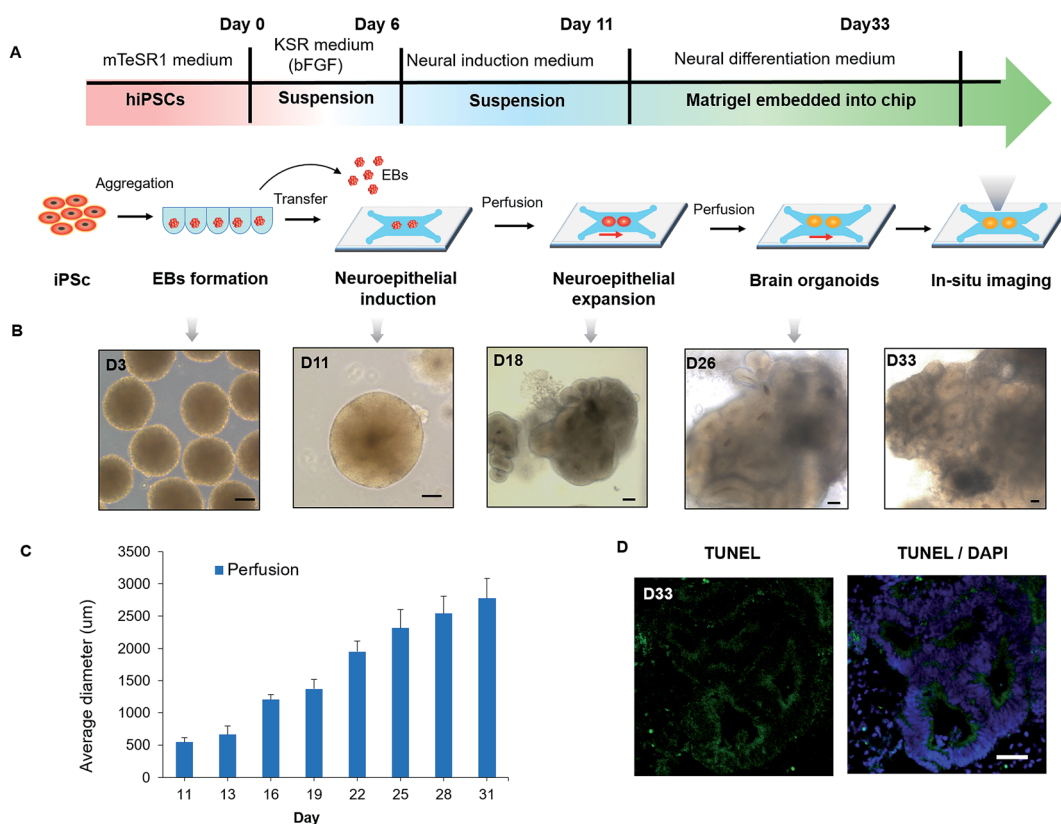 A
Day 0
Day 6
Day 11
Day33
mTeSR1 medium
KSR medium
(bFGF)
Neural induction medium
Neural differentiation medium
hiPSCs
Suspension
Suspension
Matrigel embedded into chip
Aggregation
Transfer
EBs
Perfusion
Perfusion
iPSc
EBs formation
Neuroepithelial
induction
Neuroepithelial
expansion
Brain organoids
In-situ imaging
B
D3
D11
D18
D26
D33
C
Perfusion
Average diameter (um)
3500
3000
2500
2000
1500
1000
500
0
11 13 16 19 22 25 28 31
Day
D
TUNEL
TUNEL / DAPI
D33